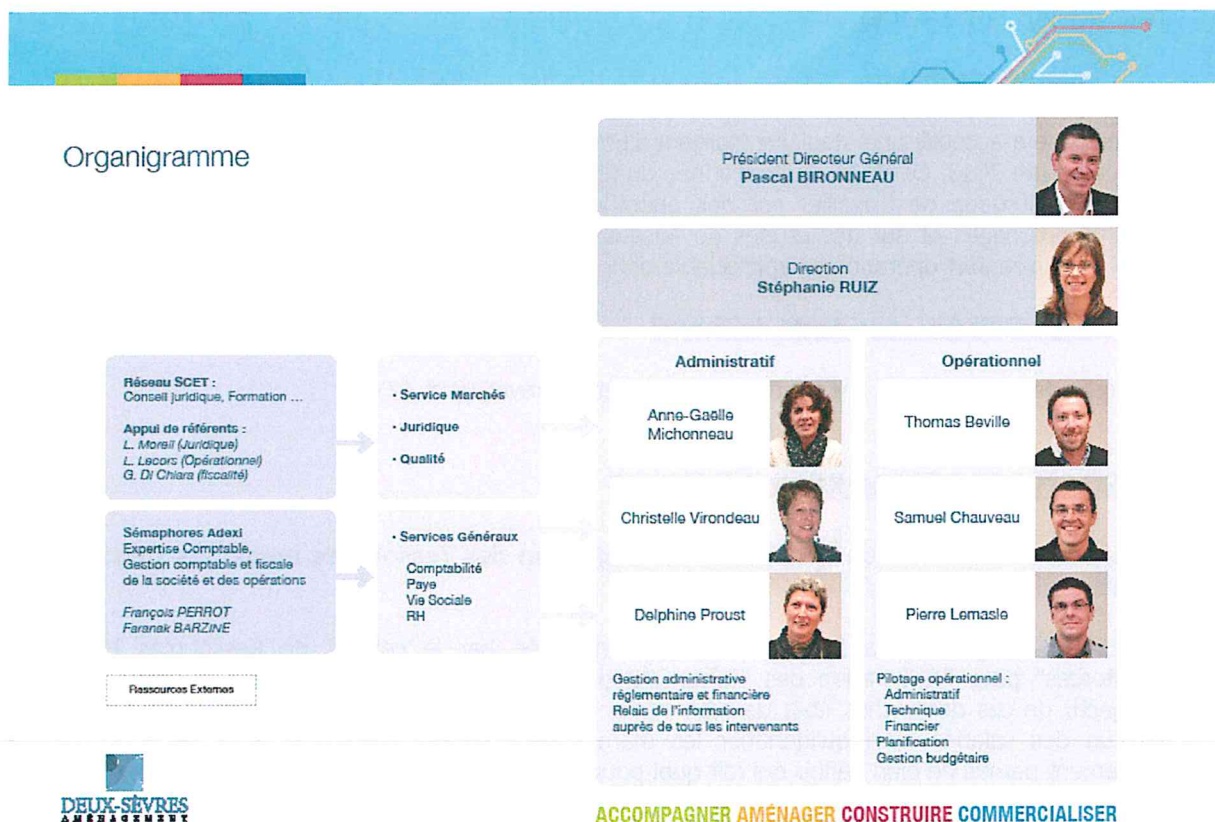 Organigramme
Président Directeur Général
Pascal BIRONNEAU
Direction
Stéphanie RUIZ
Réseau SCET :
Conseil juridique, Formation ...
Appui de référents :
L. Morell (Juridique)
L. Lecors (Opérationnel)
G. Di Chiara (fiscalité)
• Service Marchés
• Juridique
• Qualité
Sémaphores Adexi
Expertise Comptable,
Gestion comptable et fiscale
de la société et des opérations
François PERROT
Faranak BARZINE
• Services Généraux
Comptabilité
Paye
Vie Sociale
RH
Ressources Externes
Administratif
Anne-Gaëlle
Michonneau
Christelle Virondeau
Delphine Proust
Gestion administrative
réglementaire et financière
Relais de l'information
auprès de tous les intervenants
Opérationnel
Thomas Beville
Samuel Chauveau
Pierre Lemasle
Pilotage opérationnel :
Administratif
Technique
Financier
Planification
Gestion budgétaire
DEUX-SÈVRES
AMÉNAGEMENT
ACCOMPAGNER AMÉNAGER CONSTRUIRE COMMERCIALISER